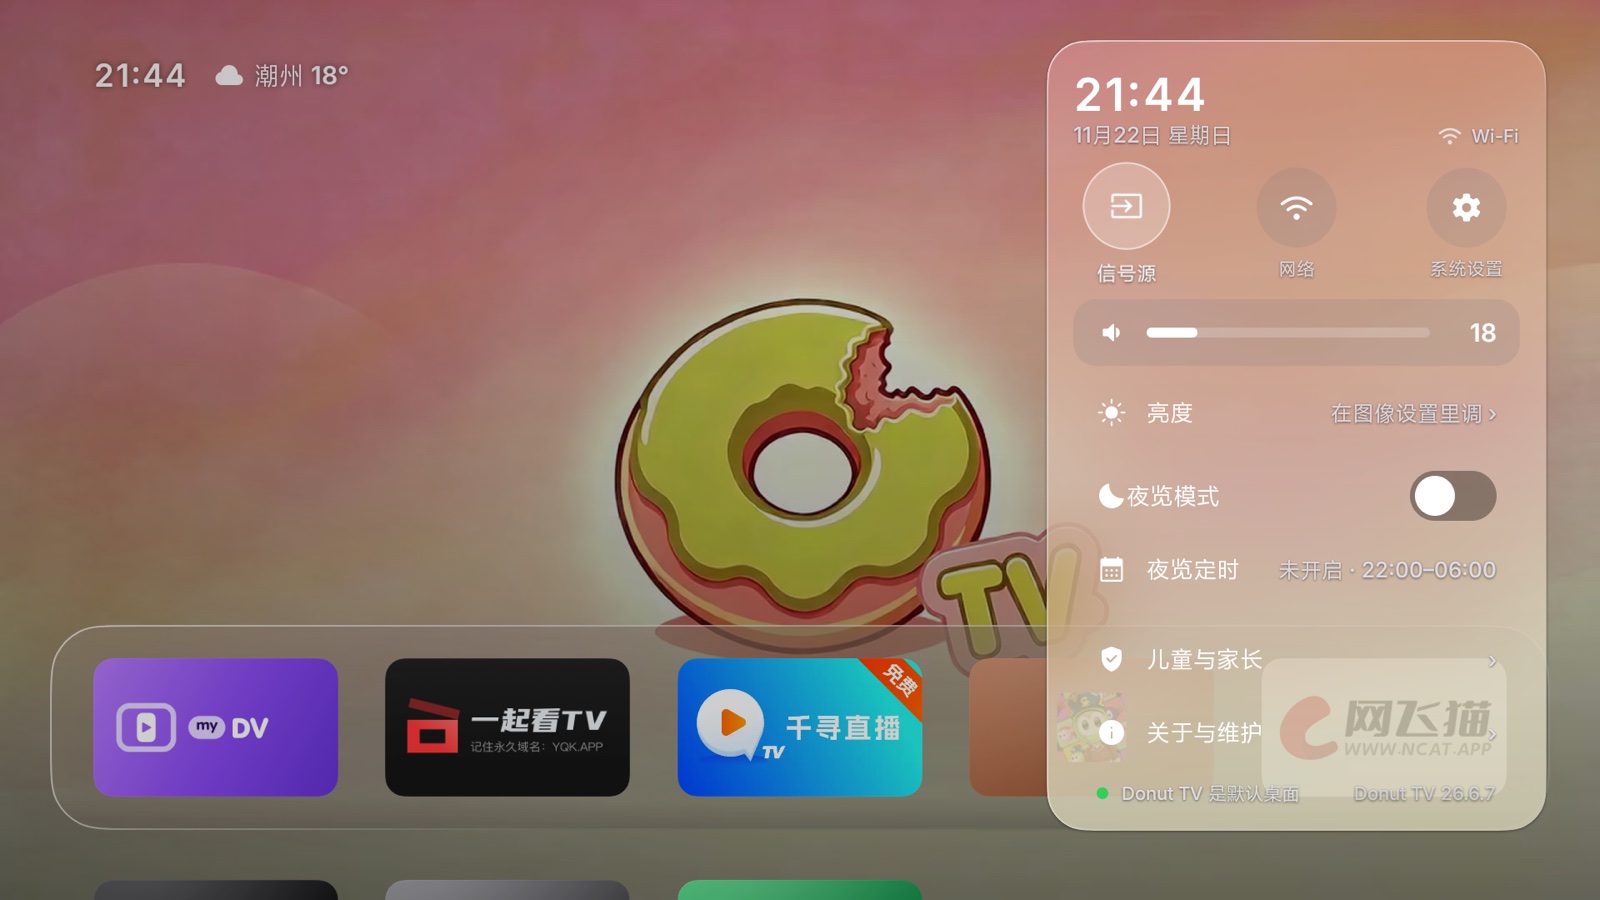 21:44
潮州 18°
21:44
11月22日 星期日
Wi-Fi
信号源
网络
系统设置
18
亮度
在图像设置里调 ›
夜览模式
夜览定时
未开启 · 22:00–06:00
儿童与家长
关于与维护
Donut TV 是默认桌面
Donut TV 26.6.7
TV
my DV
一起看TV
记住永久域名：YQK.APP
免费
千寻直播
TV
网飞猫
WWW.NCAT.APP